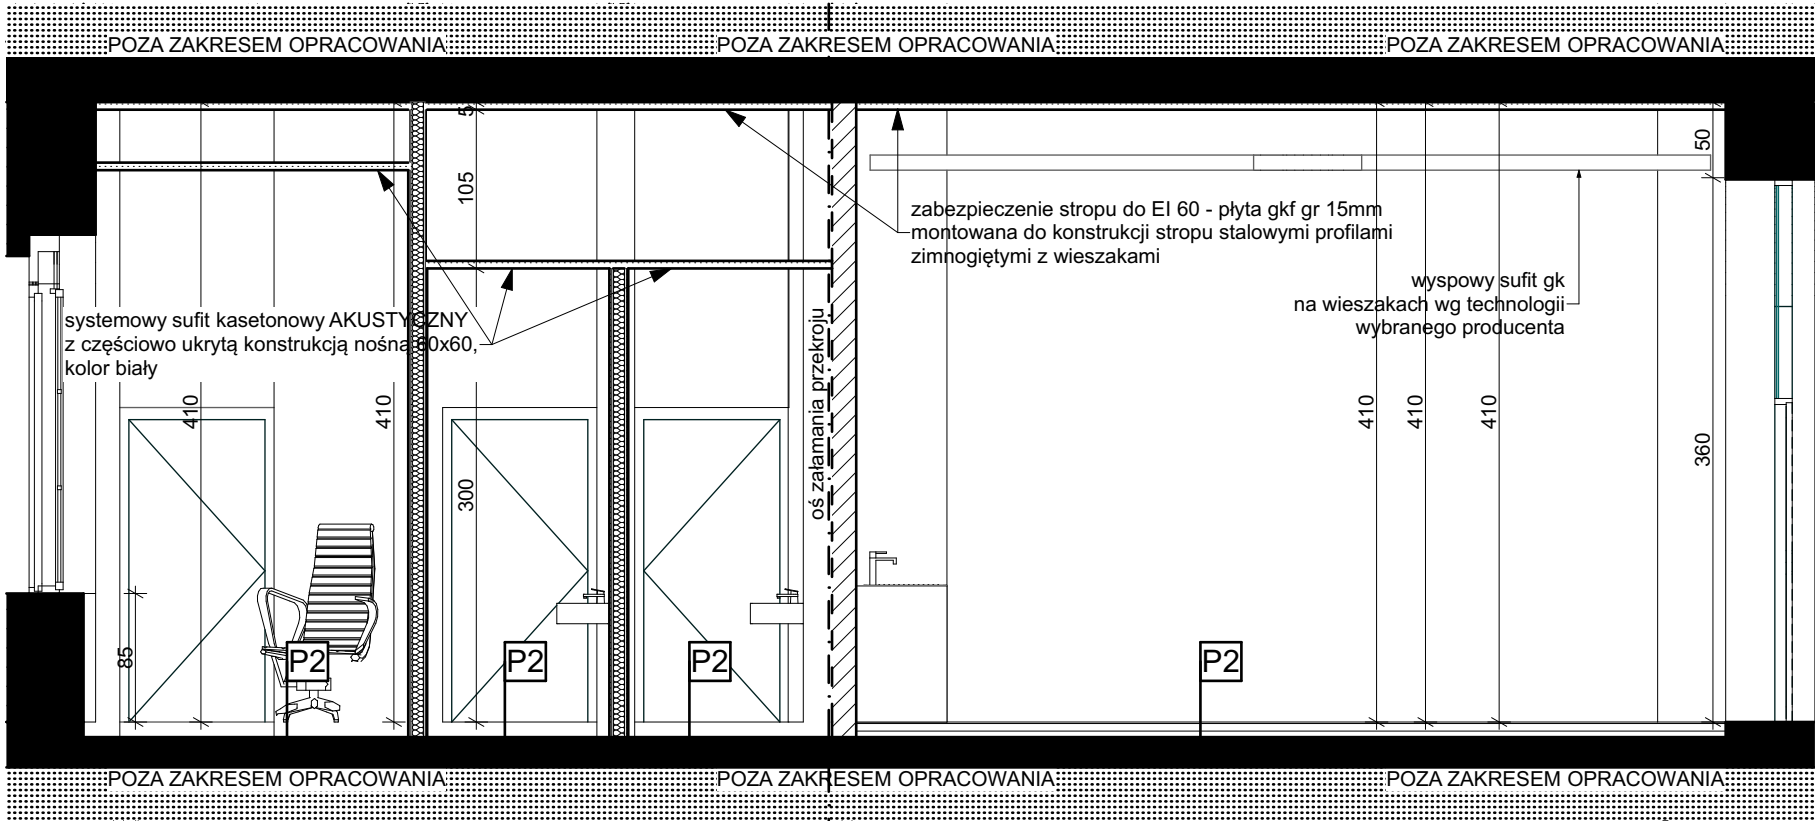 POZA ZAKRESEM OPRACOWANIA
POZA ZAKRESEM OPRACOWANIA
POZA ZAKRESEM OPRACOWANIA
5
105
50
zabezpieczenie stropu do EI 60 - płyta gkf gr 15mm
montowana do konstrukcji stropu stalowymi profilami
zimnogiętymi z wieszakami
wyspowy sufit gk
na wieszakach wg technologii
wybranego producenta
systemowy sufit kasetonowy AKUSTYCZNY
z częściowo ukrytą konstrukcją nośna 60x60,
kolor biały
oś załamania przekroju
410
410
300
410
410
410
360
85
P2
P2
P2
P2
POZA ZAKRESEM OPRACOWANIA
POZA ZAKRESEM OPRACOWANIA
POZA ZAKRESEM OPRACOWANIA